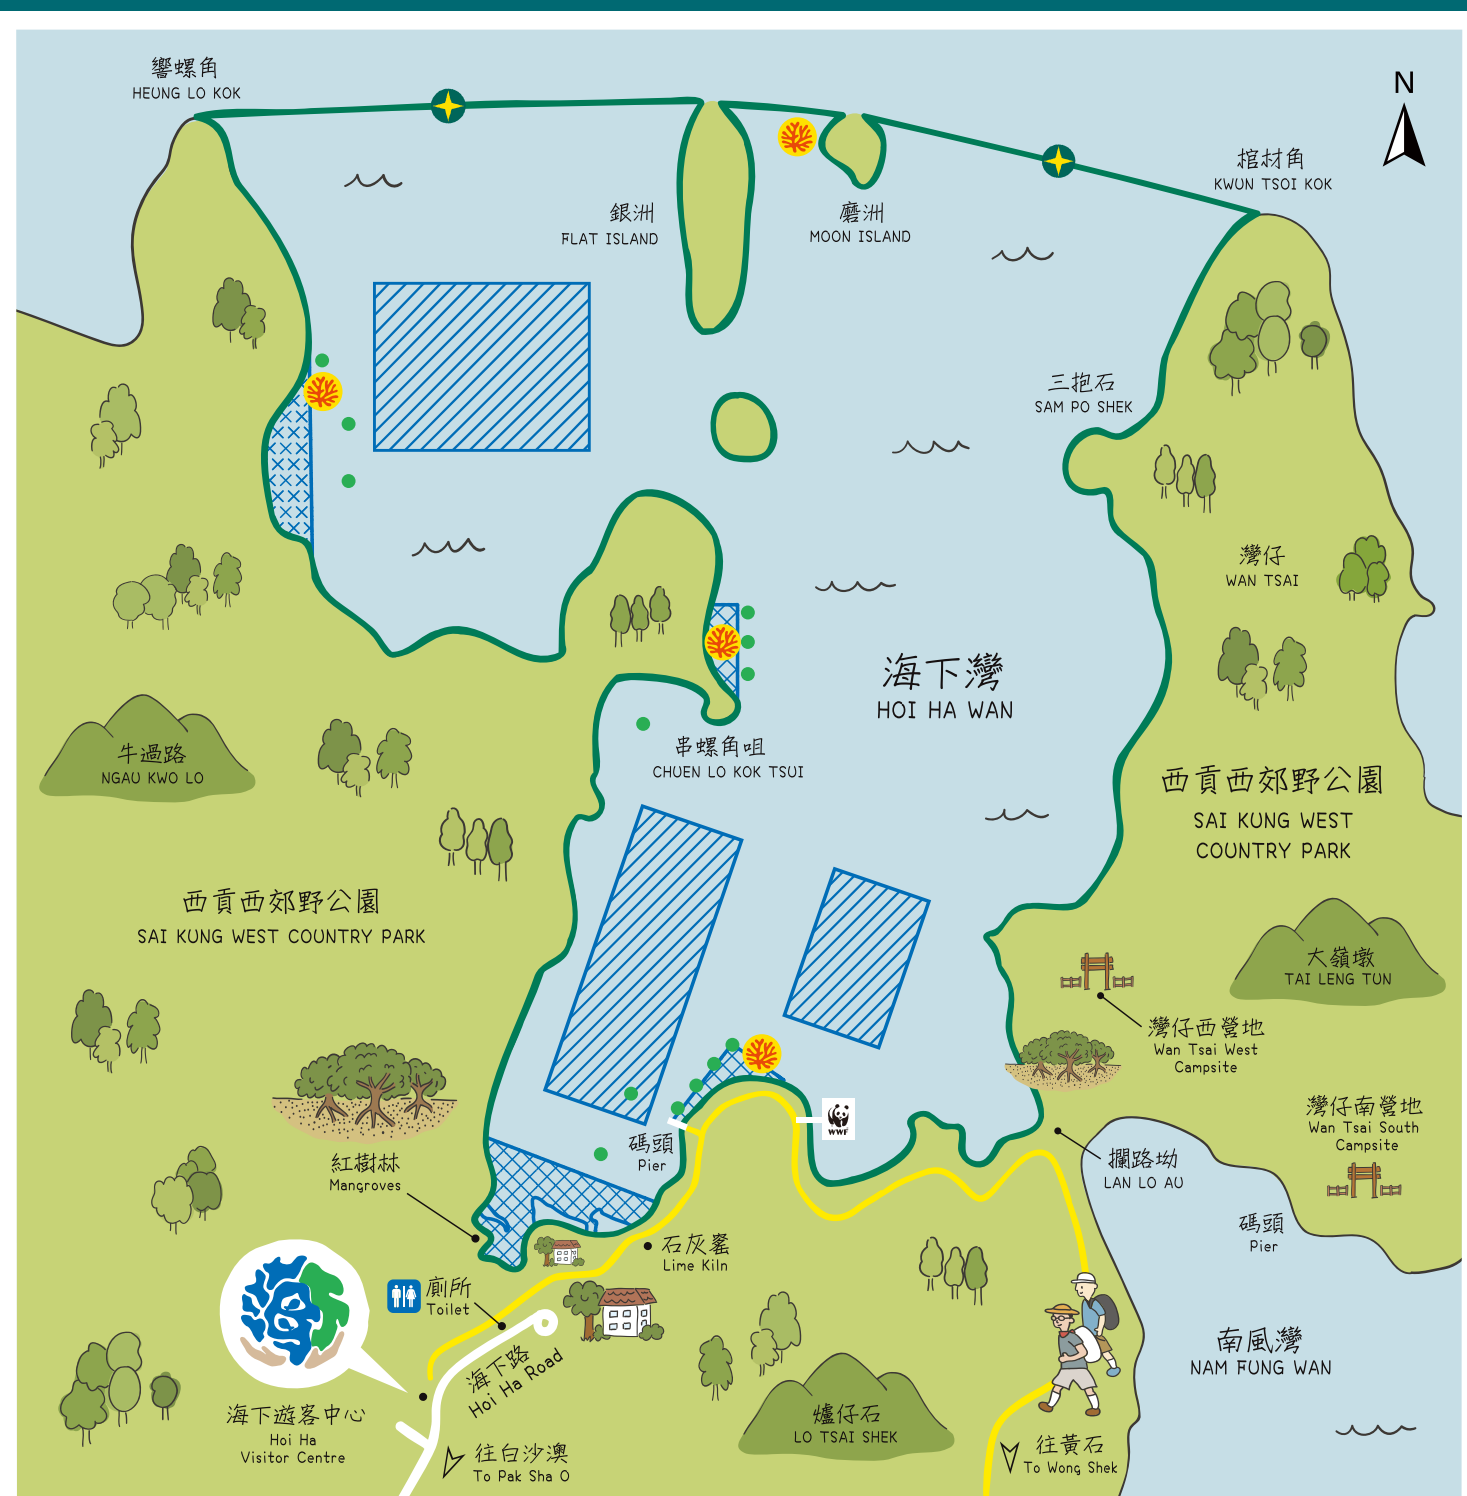 響螺角
HEUNG LO KOK
N
棺材角
KWUN TSOI KOK
銀洲
FLAT ISLAND
磨洲
MOON ISLAND
三抱石
SAM PO SHEK
灣仔
WAN TSAI
海下灣
HOI HA WAN
牛過路
NGAU KWO LO
串螺角咀
CHUEN LO KOK TSUI
西貢西郊野公園
SAI KUNG WEST
COUNTRY PARK
西貢西郊野公園
SAI KUNG WEST COUNTRY PARK
大嶺墩
TAI LENG TUN
灣仔西營地
Wan Tsai West
Campsite
灣仔南營地
Wan Tsai South
Campsite
WWF
碼頭
Pier
紅樹林
Mangroves
攔路坳
LAN LO AU
碼頭
Pier
石灰窰
Lime Kiln
廁所
Toilet
海下路
Hoi Ha Road
南風灣
NAM FUNG WAN
海下遊客中心
Hoi Ha
Visitor Centre
爐仔石
LO TSAI SHEK
往白沙澳
To Pak Sha O
往黃石
To Wong Shek